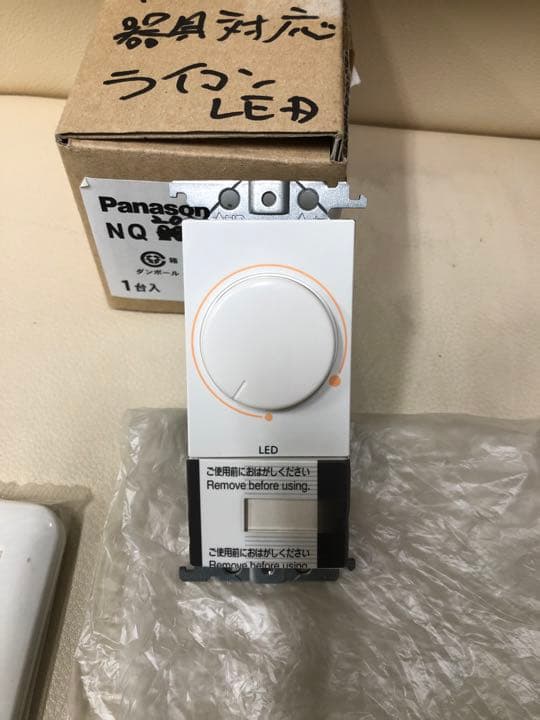 器具対応
ライコン
LED
Panason
NQ
箱
ダンボール
1台入
LED
ご使用前におはがしください
Remove before using.
ご使用前におはがしください
Remove before using.